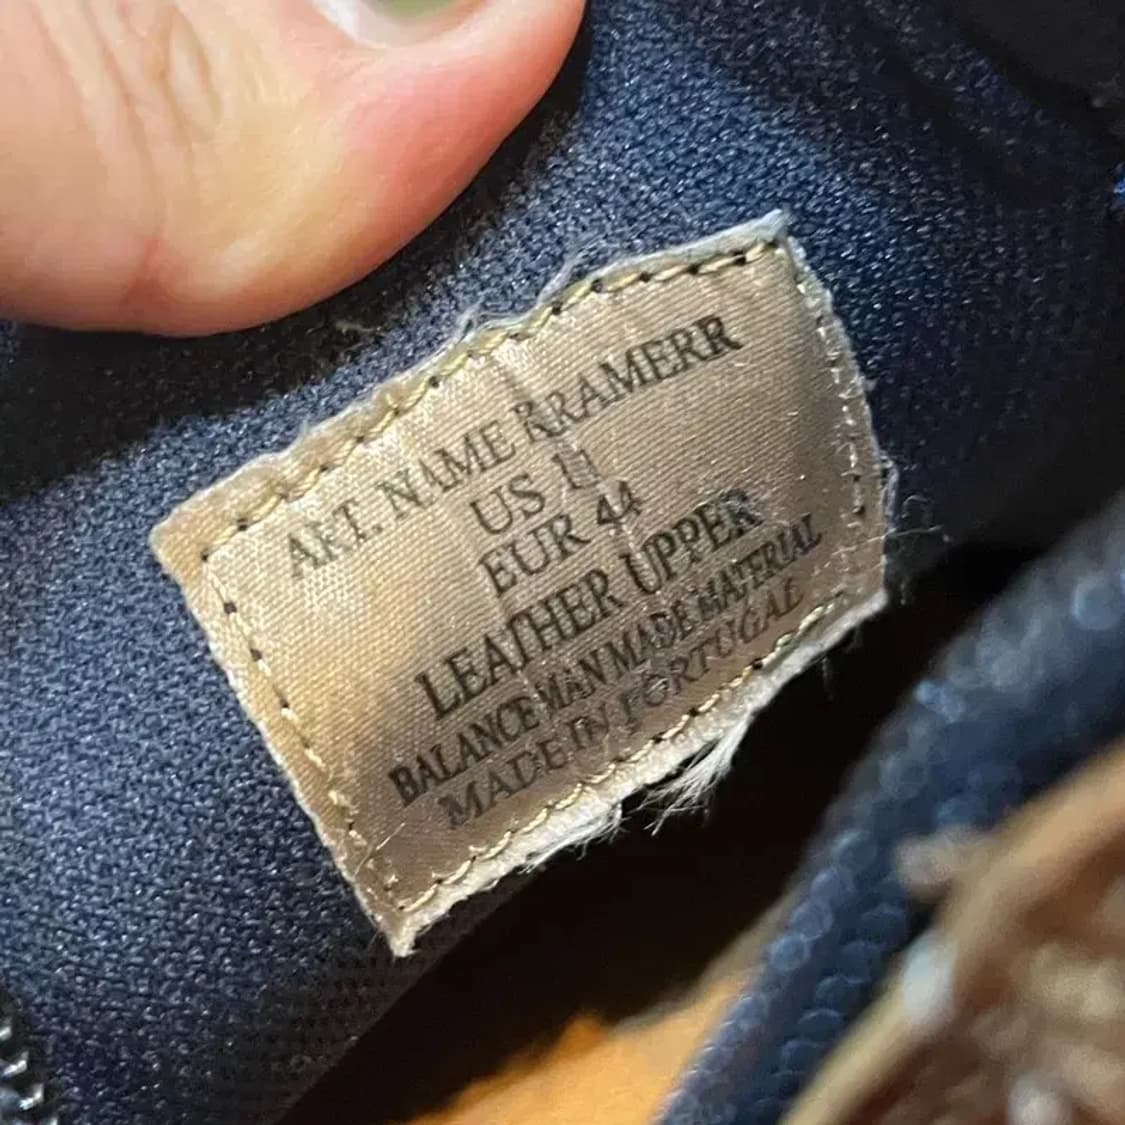 ART. NAME KRAMERR
US 11
EUR 44
LEATHER UPPER
BALANCE MAN MADE MATERIAL
MADE IN PORTUGAL